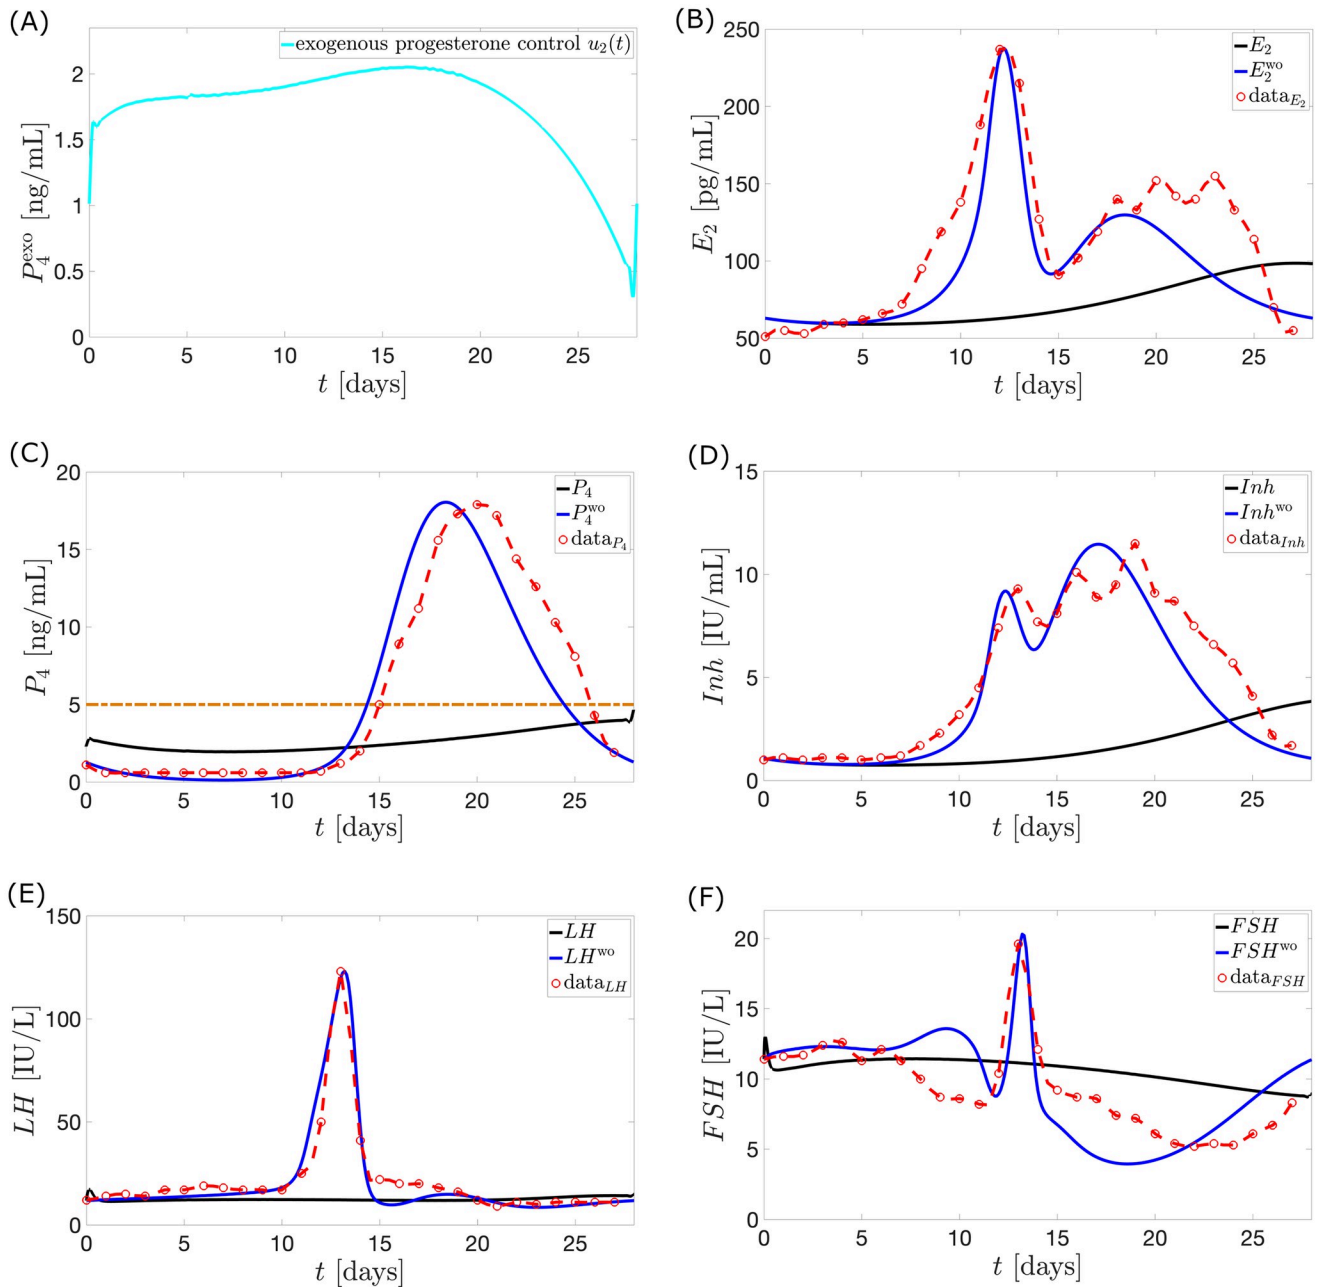 (A)
exogenous progesterone control u₂(t)
P₄ᵉˣᵒ [ng/mL]
2
1.5
1
0.5
0
0 5 10 15 20 25
t [days]
(B)
E₂
E₂ʷᵒ
data_E₂
E₂ [pg/mL]
250
200
150
100
50
0 5 10 15 20 25
t [days]
(C)
P₄
P₄ʷᵒ
data_P₄
P₄ [ng/mL]
20
15
10
5
0
0 5 10 15 20 25
t [days]
(D)
Inh
Inhʷᵒ
data_Inh
Inh [IU/mL]
15
10
5
0
0 5 10 15 20 25
t [days]
(E)
LH
LHʷᵒ
data_LH
LH [IU/L]
150
100
50
0
0 5 10 15 20 25
t [days]
(F)
FSH
FSHʷᵒ
data_FSH
FSH [IU/L]
20
15
10
5
0
0 5 10 15 20 25
t [days]